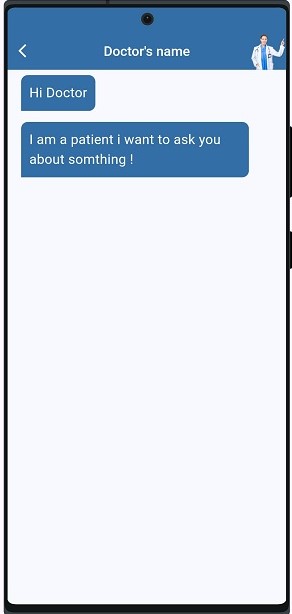 Doctor's name
Hi Doctor
I am a patient i want to ask you
about somthing !